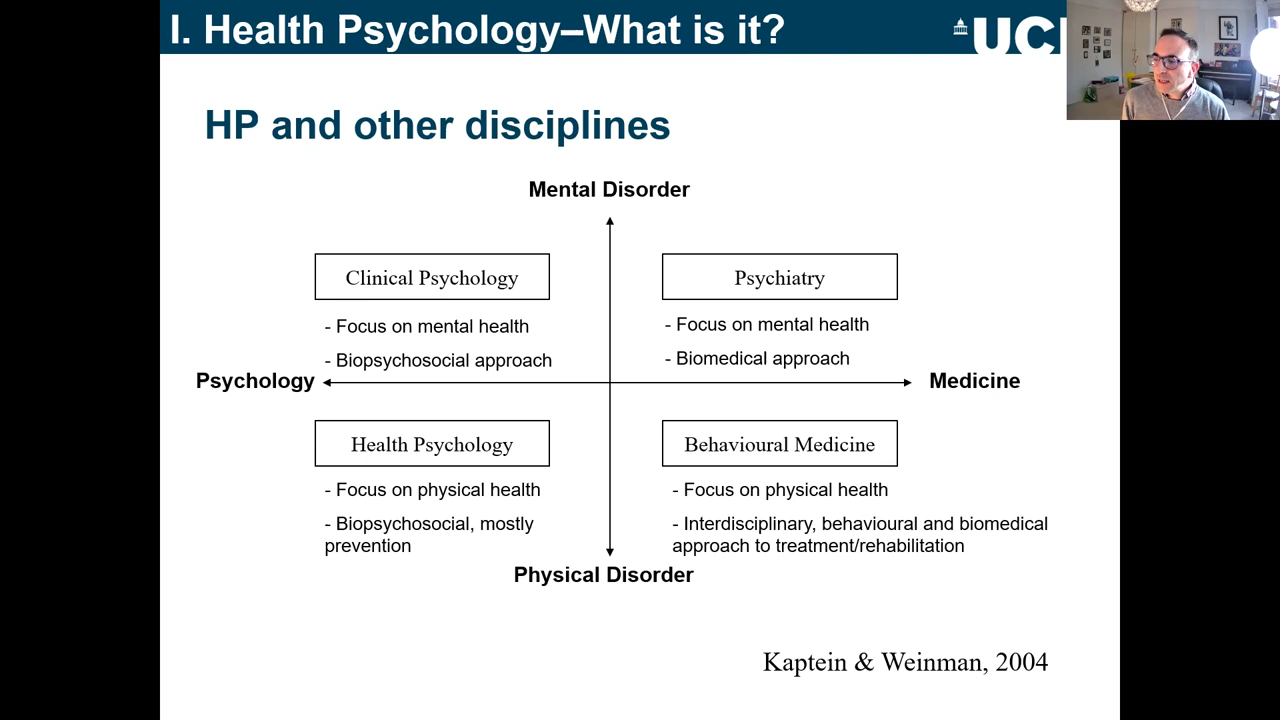 I. Health Psychology–What is it?
UCL
HP and other disciplines
Mental Disorder
Clinical Psychology
- Focus on mental health
- Biopsychosocial approach
Psychiatry
- Focus on mental health
- Biomedical approach
Psychology
Medicine
Health Psychology
- Focus on physical health
- Biopsychosocial, mostly
prevention
Behavioural Medicine
- Focus on physical health
- Interdisciplinary, behavioural and biomedical
approach to treatment/rehabilitation
Physical Disorder
Kaptein & Weinman, 2004